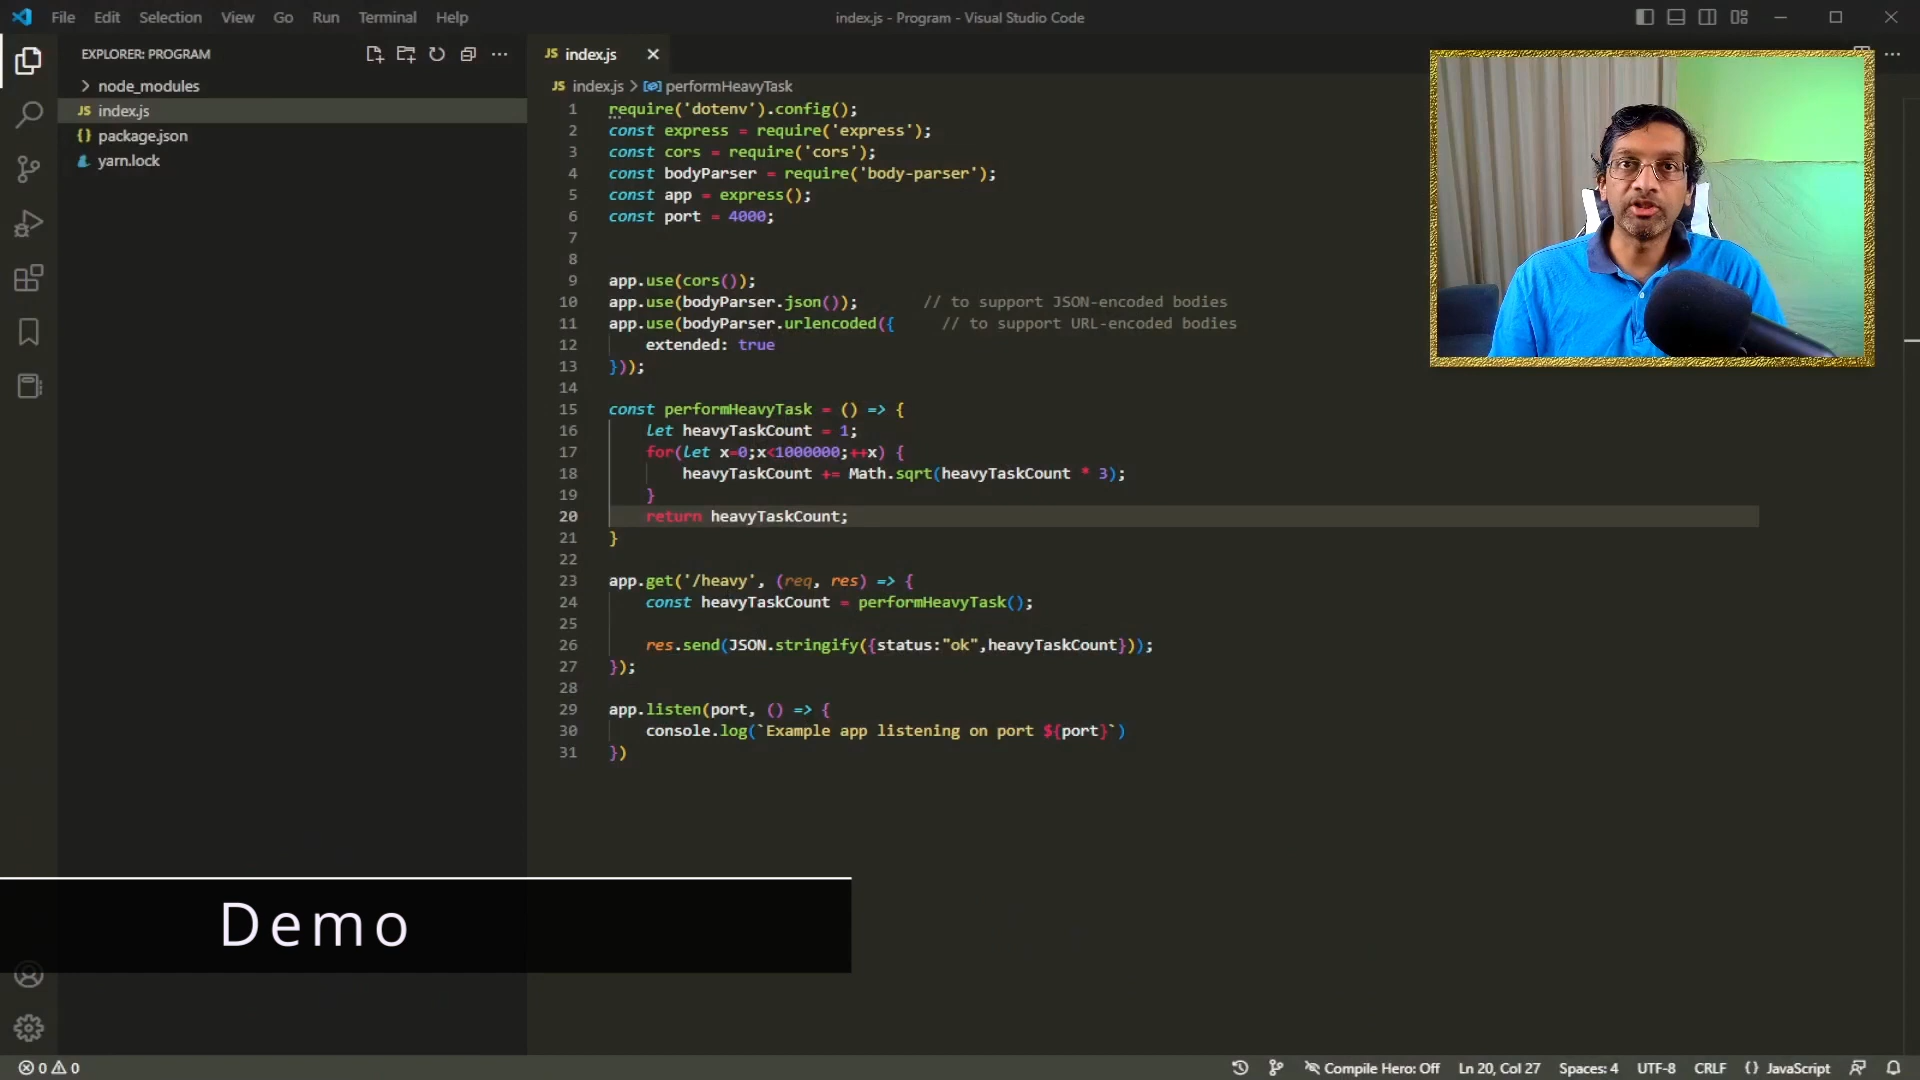 File Edit Selection View Go Run Terminal Help
index.js - Program - Visual Studio Code
EXPLORER: PROGRAM
node_modules
JS index.js
{} package.json
yarn.lock
JS index.js
JS index.js > performHeavyTask
1 require('dotenv').config();
2 const express = require('express');
3 const cors = require('cors');
4 const bodyParser = require('body-parser');
5 const app = express();
6 const port = 4000;
7
8
9 app.use(cors());
10 app.use(bodyParser.json()); // to support JSON-encoded bodies
11 app.use(bodyParser.urlencoded({ // to support URL-encoded bodies
12 extended: true
13 }));
14
15 const performHeavyTask = () => {
16 let heavyTaskCount = 1;
17 for(let x=0;x<1000000;++x) {
18 heavyTaskCount += Math.sqrt(heavyTaskCount * 3);
19 }
20 return heavyTaskCount;
21 }
22
23 app.get('/heavy', (req, res) => {
24 const heavyTaskCount = performHeavyTask();
25
26 res.send(JSON.stringify({status:"ok",heavyTaskCount}));
27 });
28
29 app.listen(port, () => {
30 console.log(`Example app listening on port ${port}`)
31 })
Demo
0 0
Compile Hero: Off Ln 20, Col 27 Spaces: 4 UTF-8 CRLF {} JavaScript